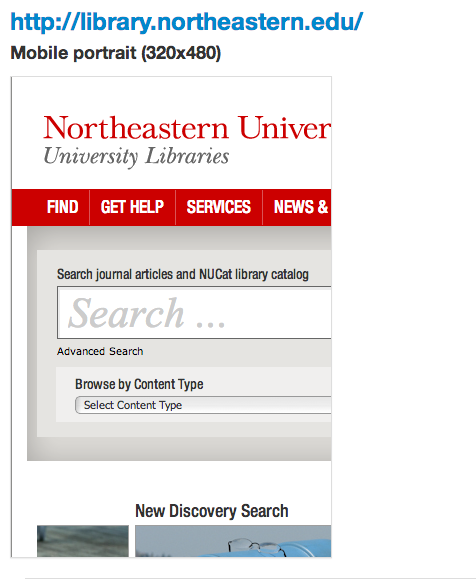 http://library.northeastern.edu/
Mobile portrait (320x480)
Northeastern Univer
University Libraries
FIND GET HELP SERVICES NEWS &
Search journal articles and NUCat library catalog
Search ...
Advanced Search
Browse by Content Type
Select Content Type
New Discovery Search